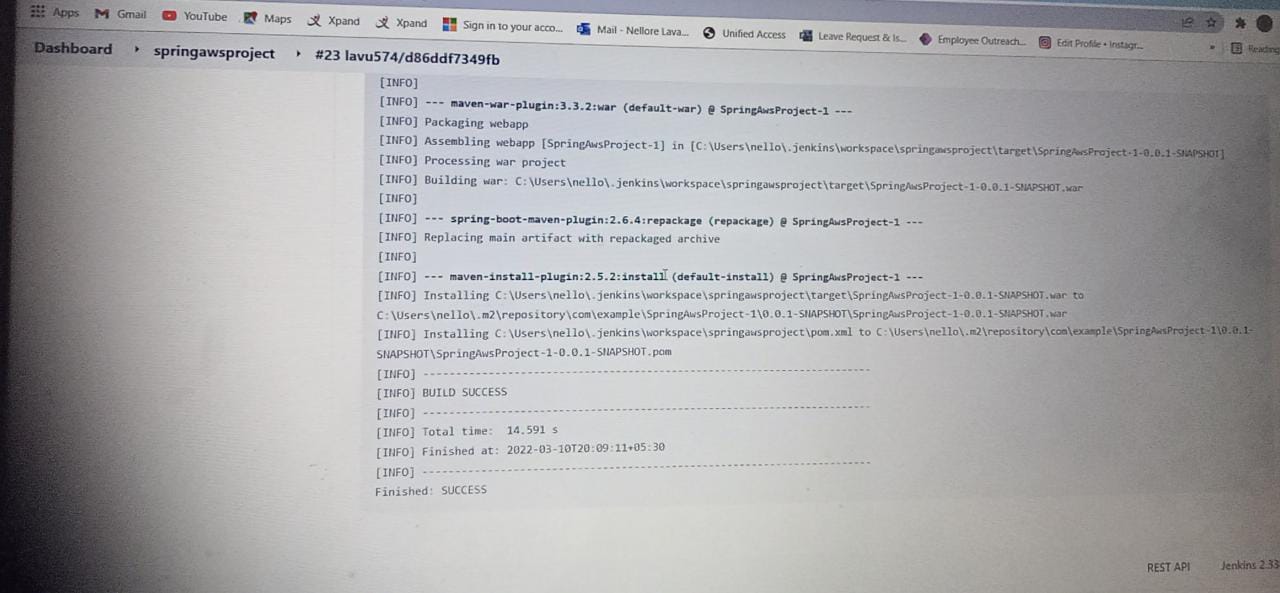 Apps Gmail YouTube Maps Xpand Xpand Sign in to your acco... Mail - Nellore Lava... Unified Access Leave Request & Is... Employee Outreach... Edit Profile • Instagr... » Reading
Dashboard springawsproject #23 lavu574/d86ddf7349fb
[INFO]
[INFO] --- maven-war-plugin:3.3.2:war (default-war) @ SpringAwsProject-1 ---
[INFO] Packaging webapp
[INFO] Assembling webapp [SpringAwsProject-1] in [C:\Users\nello\.jenkins\workspace\springawsproject\target\SpringAwsProject-1-0.0.1-SNAPSHOT]
[INFO] Processing war project
[INFO] Building war: C:\Users\nello\.jenkins\workspace\springawsproject\target\SpringAwsProject-1-0.0.1-SNAPSHOT.war
[INFO]
[INFO] --- spring-boot-maven-plugin:2.6.4:repackage (repackage) @ SpringAwsProject-1 ---
[INFO] Replacing main artifact with repackaged archive
[INFO]
[INFO] --- maven-install-plugin:2.5.2:install (default-install) @ SpringAwsProject-1 ---
[INFO] Installing C:\Users\nello\.jenkins\workspace\springawsproject\target\SpringAwsProject-1-0.0.1-SNAPSHOT.war to
C:\Users\nello\.m2\repository\com\example\SpringAwsProject-1\0.0.1-SNAPSHOT\SpringAwsProject-1-0.0.1-SNAPSHOT.war
[INFO] Installing C:\Users\nello\.jenkins\workspace\springawsproject\pom.xml to C:\Users\nello\.m2\repository\com\example\SpringAwsProject-1\0.0.1-
SNAPSHOT\SpringAwsProject-1-0.0.1-SNAPSHOT.pom
[INFO] ------------------------------------------------------------------------
[INFO] BUILD SUCCESS
[INFO] ------------------------------------------------------------------------
[INFO] Total time:  14.591 s
[INFO] Finished at: 2022-03-10T20:09:11+05:30
[INFO] ------------------------------------------------------------------------
Finished: SUCCESS
REST API Jenkins 2.33